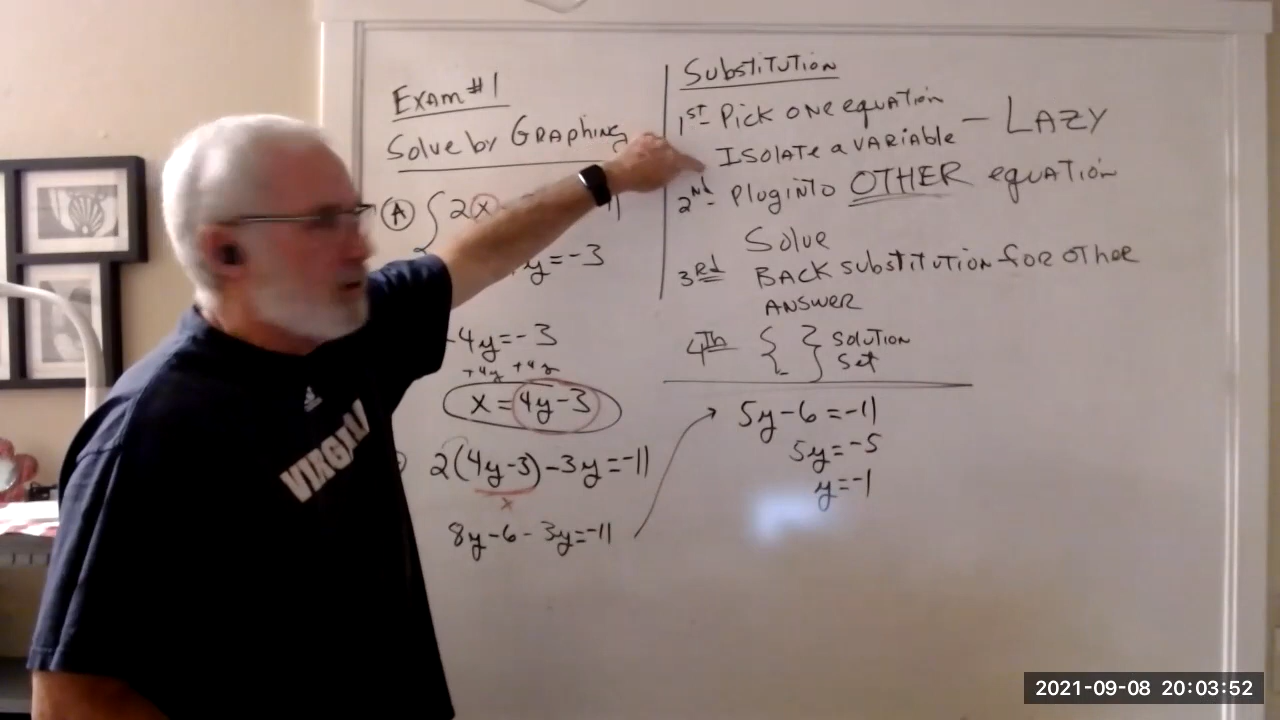 Exam #1
Solve by Graphing
A { 2x
y = -3
4y = -3
+4y +4y
x = 4y-3
2(4y-3)-3y=-11
x
8y-6-3y=-11
Substitution
1st Pick one equation
Isolate a variable - LAZY
2nd Plug into OTHER equation
Solve
3rd Back substitution for other
answer
4th { } solution
set
5y-6=-11
5y=-5
y=-1
VIRGINI
2021-09-08 20:03:52